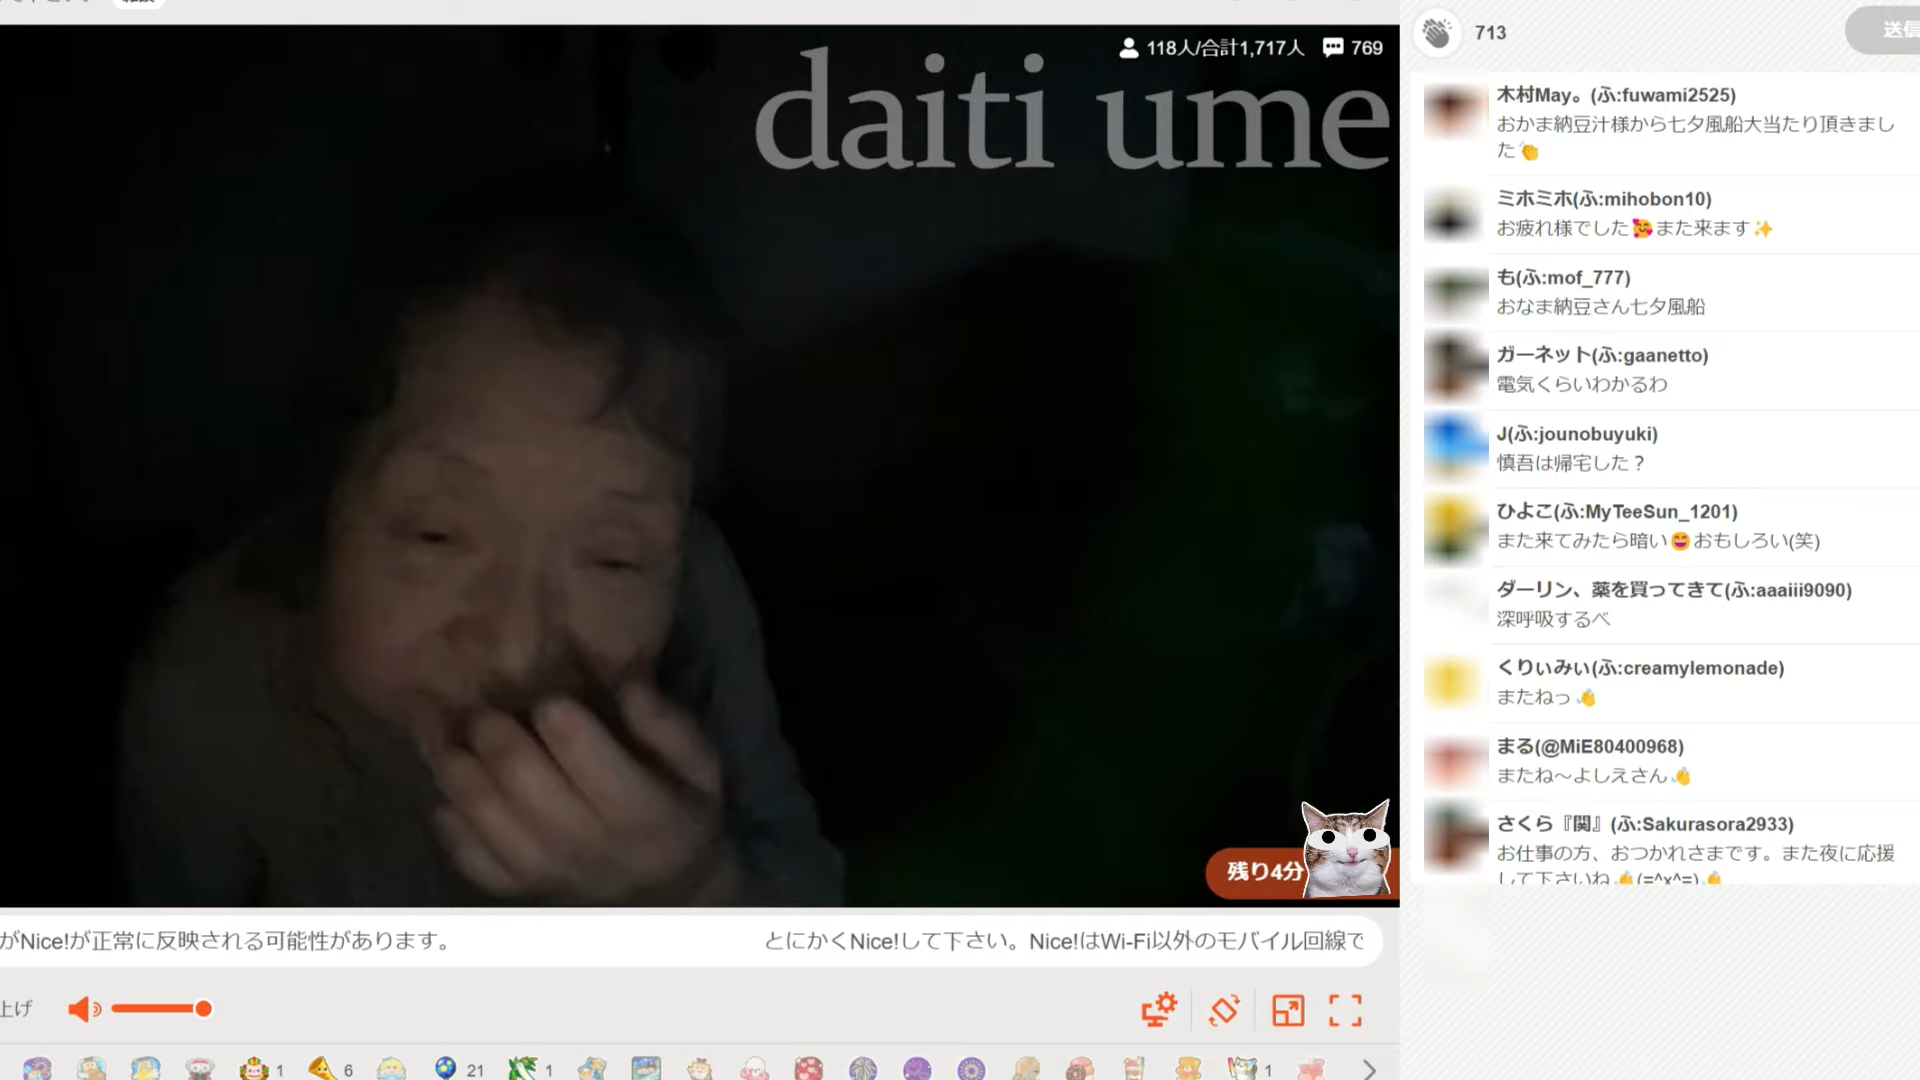 118人/合計1,717人 769
daiti ume
残り4分
がNice!が正常に反映される可能性があります。 とにかくNice!して下さい。Nice!はWi-Fi以外のモバイル回線で
上げ
1 6 21 1 1
713
送信
木村May。(ふ:fuwami2525)
おかま納豆汁様から七夕風船大当たり頂きまし
た👏
ミホミホ(ふ:mihobon10)
お疲れ様でした🥰また来ます✨
も(ふ:mof_777)
おなま納豆さん七夕風船
ガーネット(ふ:gaanetto)
電気くらいわかるわ
J(ふ:jounobuyuki)
慎吾は帰宅した？
ひよこ(ふ:MyTeeSun_1201)
また来てみたら暗い😄おもしろい(笑)
ダーリン、薬を買ってきて(ふ:aaaiii9090)
深呼吸するべ
くりぃみぃ(ふ:creamylemonade)
またねっ👋
まる(@MiE80400968)
またね～よしえさん👋
さくら『関』(ふ:Sakurasora2933)
お仕事の方、おつかれさまです。また夜に応援
して下さいね👋(=^x^=)👋